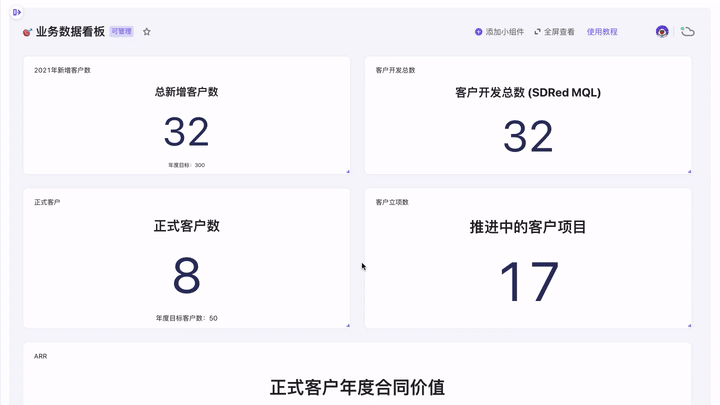 业务数据看板 可管理
添加小组件 全屏查看 使用教程
2021年新增客户数
总新增客户数
32
年度目标：300
客户开发总数
客户开发总数 (SDRed MQL)
32
正式客户
正式客户数
8
年度目标客户数：50
客户立项数
推进中的客户项目
17
ARR
正式客户年度合同价值